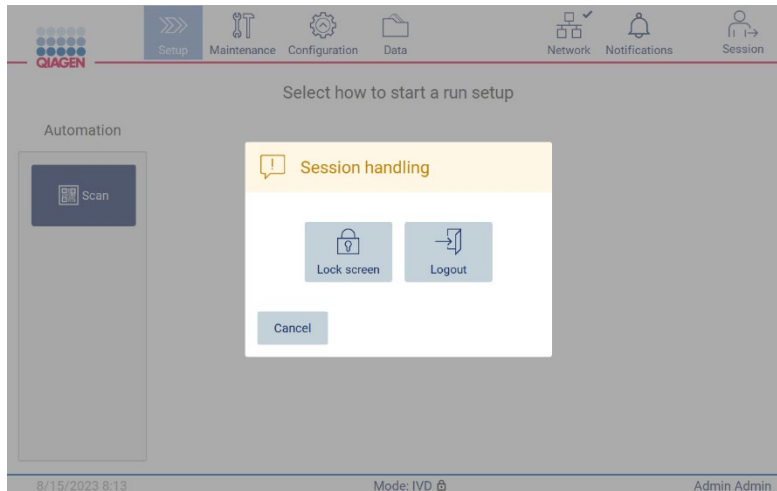 QIAGEN
Setup
Maintenance
Configuration
Data
Network
Notifications
Session
Select how to start a run setup
Automation
Scan
Session handling
Lock screen
Logout
Cancel
8/15/2023 8:13
Mode: IVD
Admin Admin